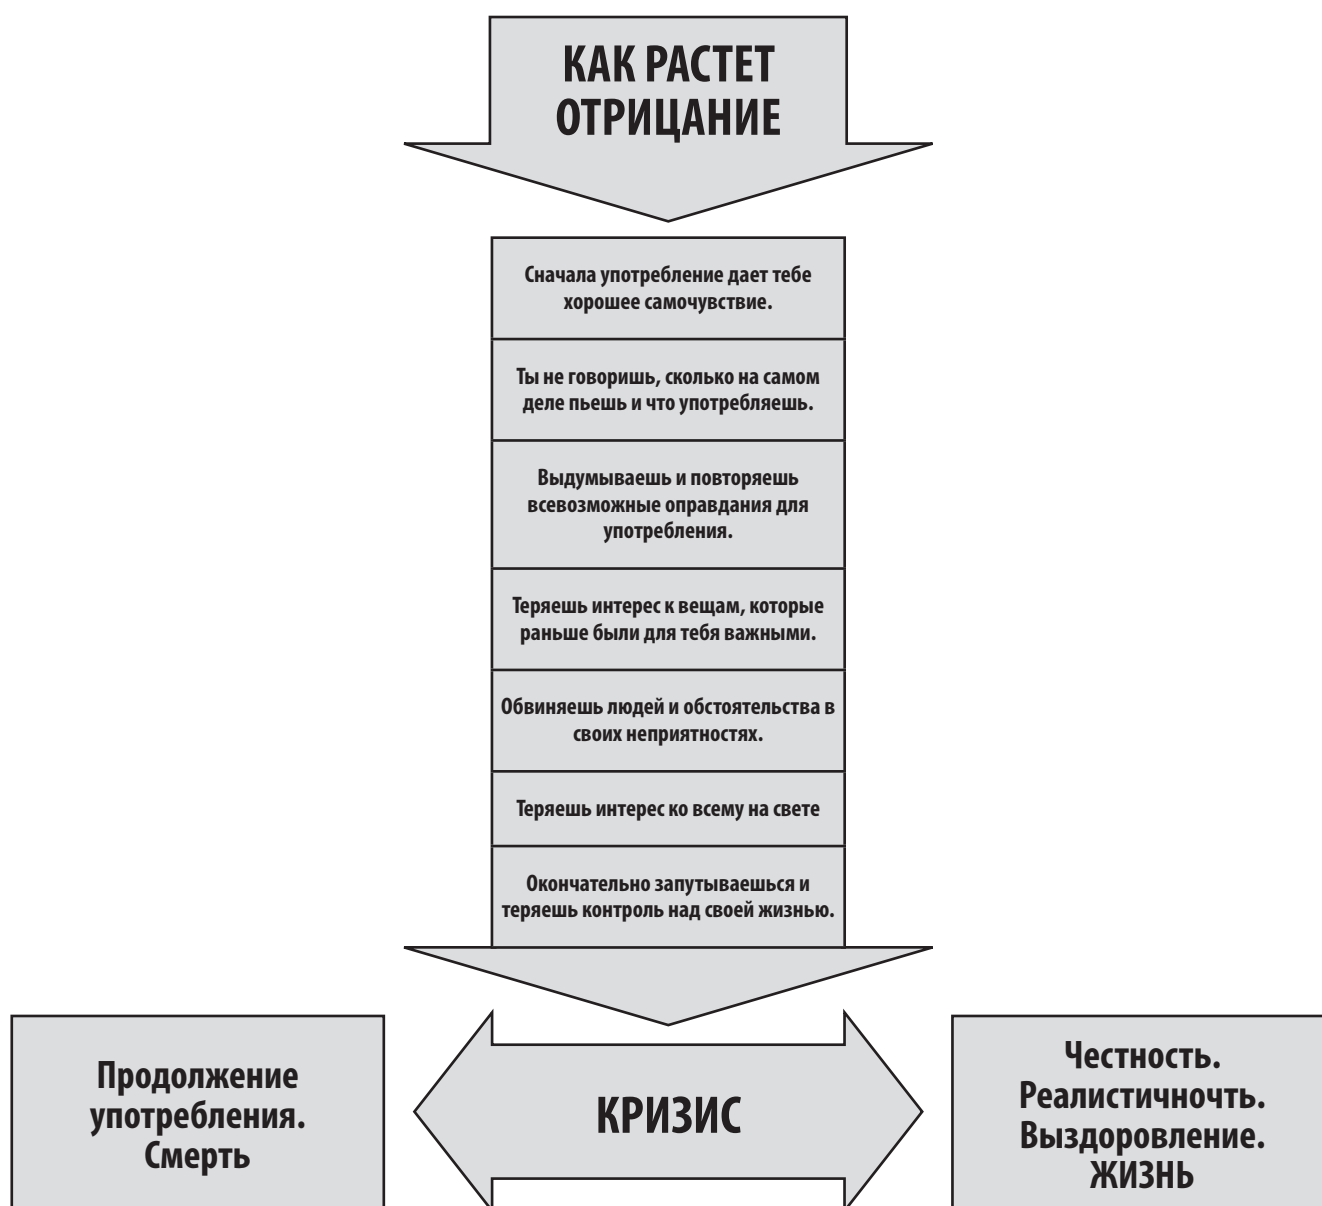 КАК РАСТЕТ
ОТРИЦАНИЕ
Сначала употребление дает тебе
хорошее самочувствие.
Ты не говоришь, сколько на самом
деле пьешь и что употребляешь.
Выдумываешь и повторяешь
всевозможные оправдания для
употребления.
Теряешь интерес к вещам, которые
раньше были для тебя важными.
Обвиняешь людей и обстоятельства в
своих неприятностях.
Теряешь интерес ко всему на свете
Окончательно запутываешься и
теряешь контроль над своей жизнью.
Продолжение
употребления.
Смерть
КРИЗИС
Честность.
Реалистичночть.
Выздоровление.
ЖИЗНЬ